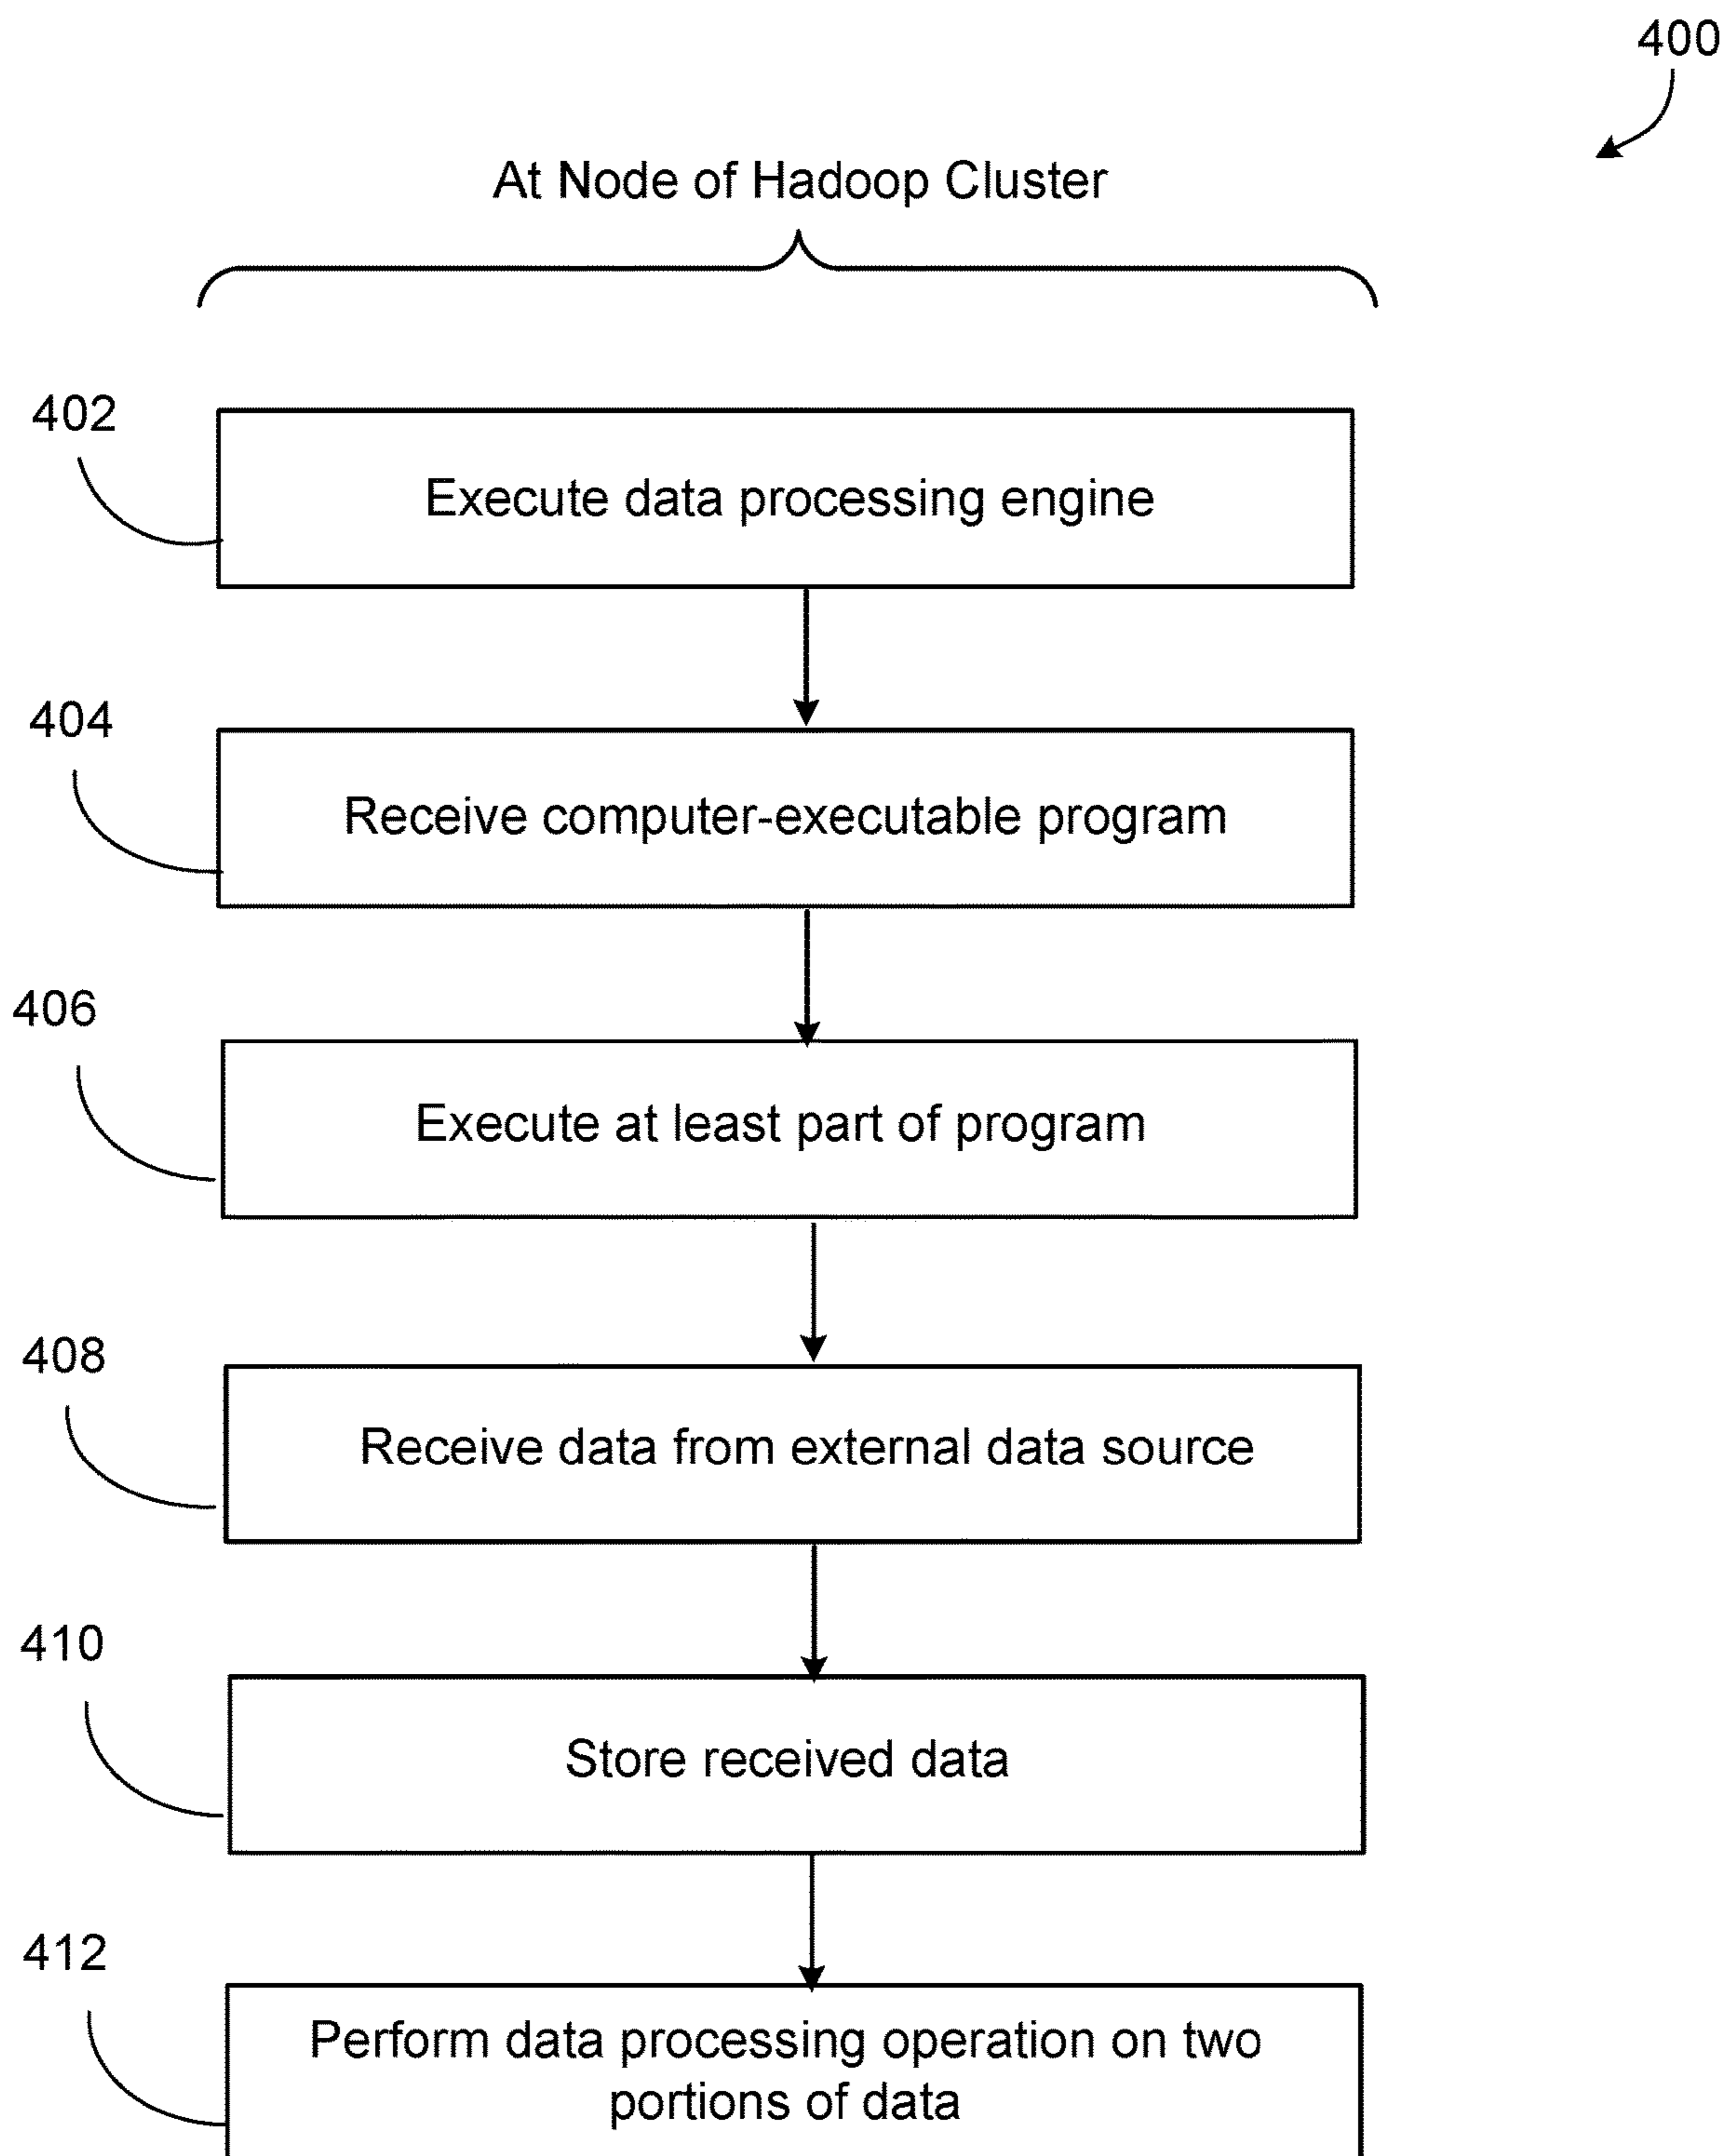 400
At Node of Hadoop Cluster
402
Execute data processing engine
404
Receive computer-executable program
406
Execute at least part of program
408
Receive data from external data source
410
Store received data
412
Perform data processing operation on two
portions of data